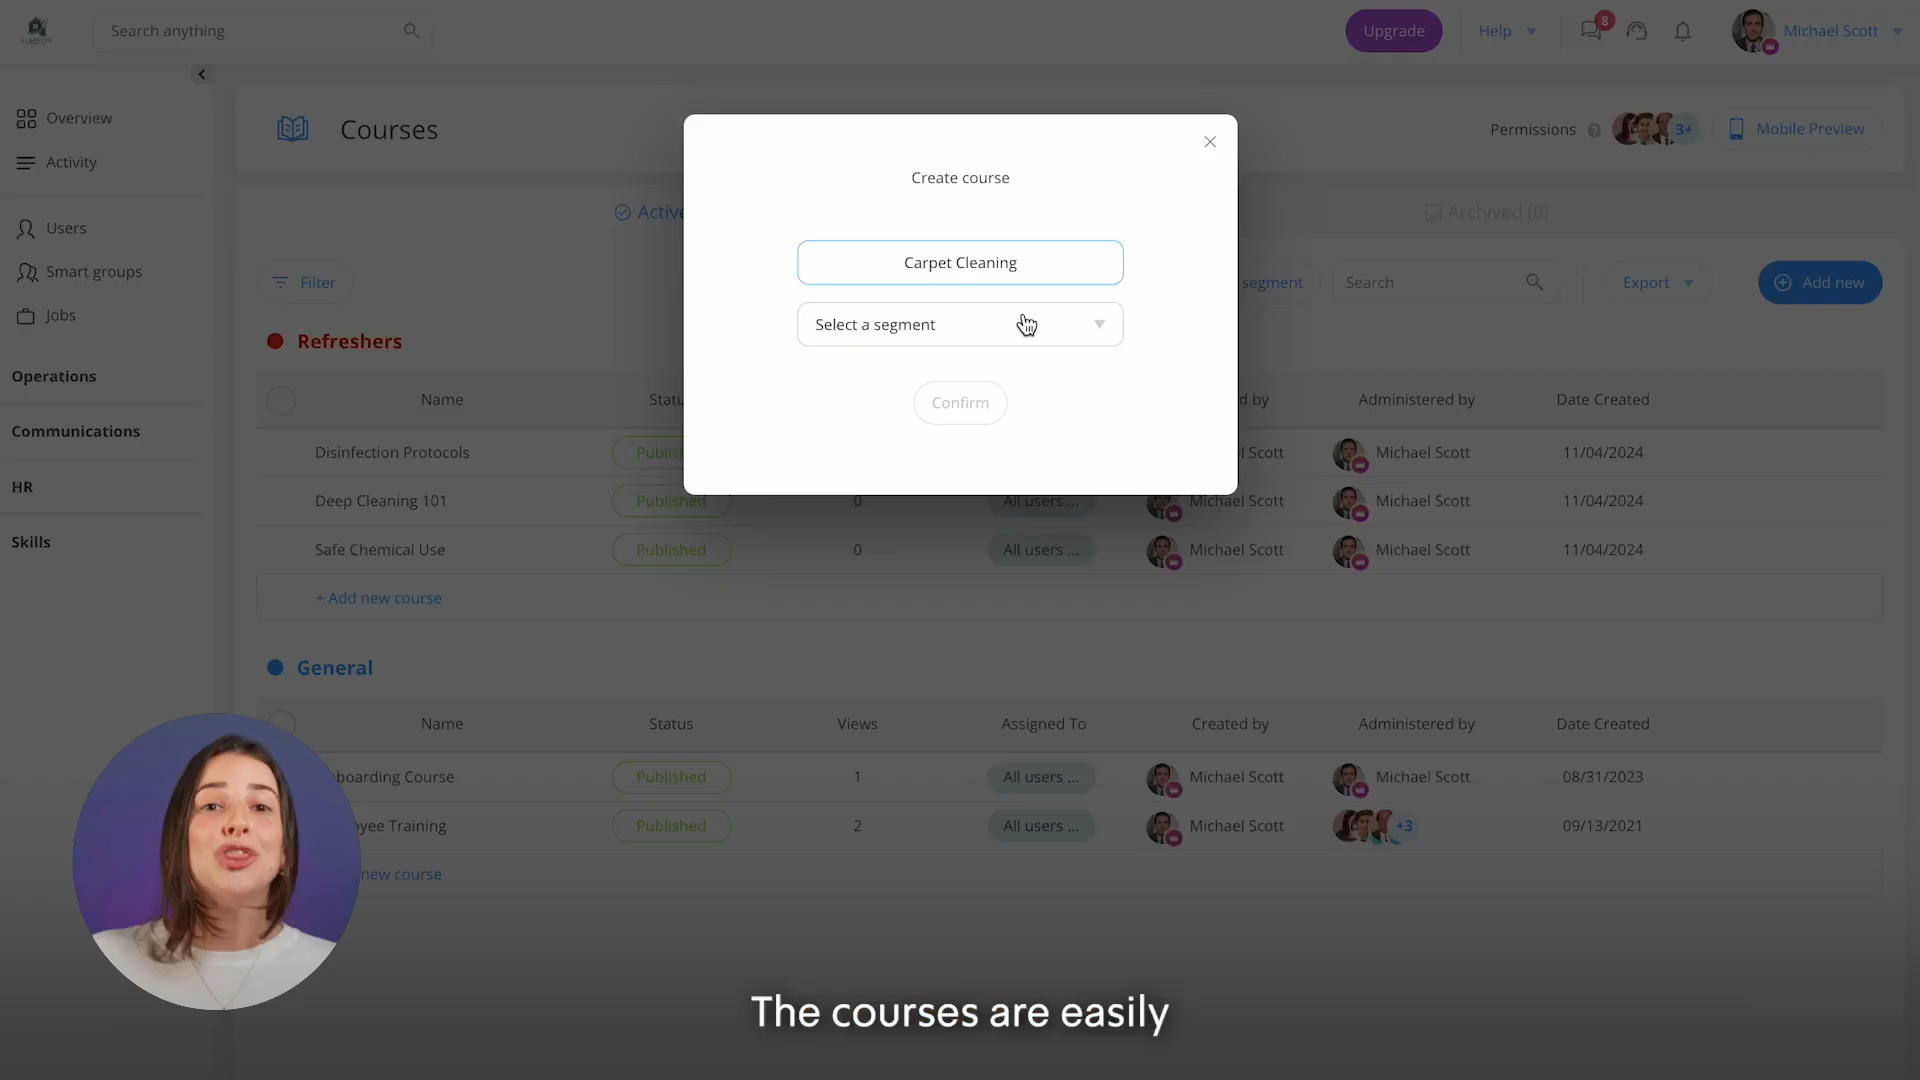 Search anything
Upgrade
Help
8
Michael Scott
Overview
Activity
Users
Smart groups
Jobs
Operations
Communications
HR
Skills
Courses
Permissions
?
3+
Mobile Preview
Active
Archived (0)
Filter
segment
Search
Export
Add new
Create course
Carpet Cleaning
Select a segment
Confirm
Refreshers
Name Statu d by Administered by Date Created
Disinfection Protocols Publis l Scott Michael Scott 11/04/2024
Deep Cleaning 101 Published 0 All users ... Michael Scott Michael Scott 11/04/2024
Safe Chemical Use Published 0 All users ... Michael Scott Michael Scott 11/04/2024
+ Add new course
General
Name Status Views Assigned To Created by Administered by Date Created
boarding Course Published 1 All users ... Michael Scott Michael Scott 08/31/2023
oyee Training Published 2 All users ... Michael Scott +3 09/13/2021
new course
The courses are easily